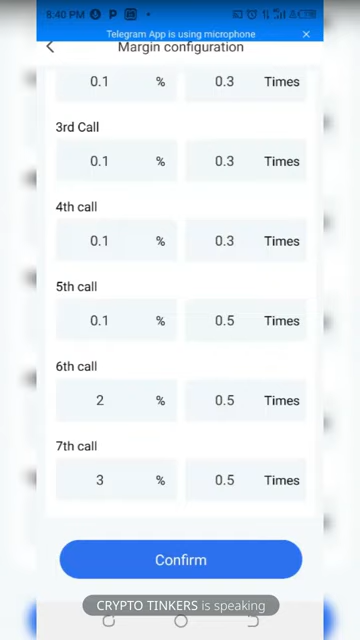 8:40 PM
Telegram App is using microphone
Margin configuration
0.1 % 0.3 Times
3rd Call
0.1 % 0.3 Times
4th call
0.1 % 0.3 Times
5th call
0.1 % 0.5 Times
6th call
2 % 0.5 Times
7th call
3 % 0.5 Times
Confirm
CRYPTO TINKERS is speaking